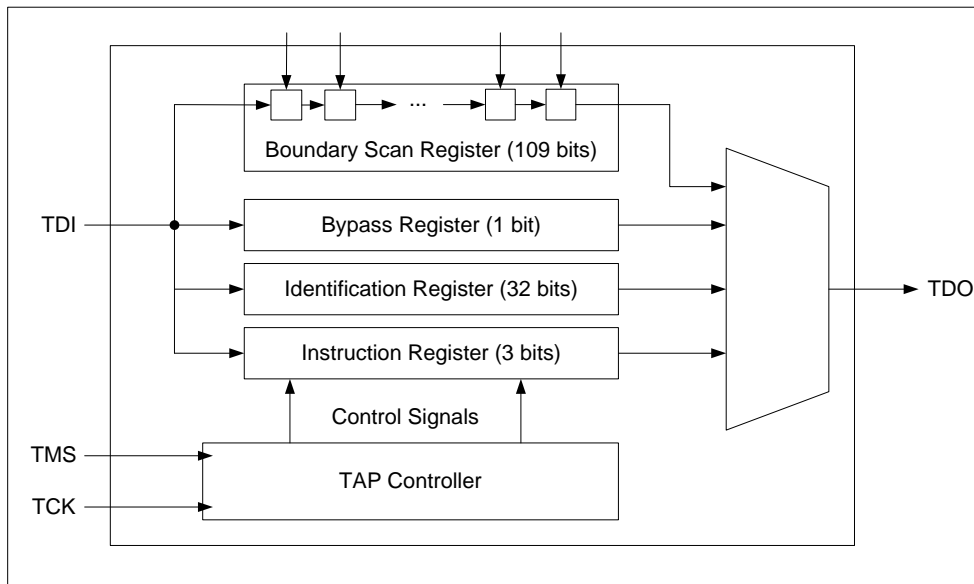 ...
Boundary Scan Register (109 bits)
TDI
Bypass Register (1 bit)
Identification Register (32 bits)
TDO
Instruction Register (3 bits)
Control Signals
TMS
TAP Controller
TCK